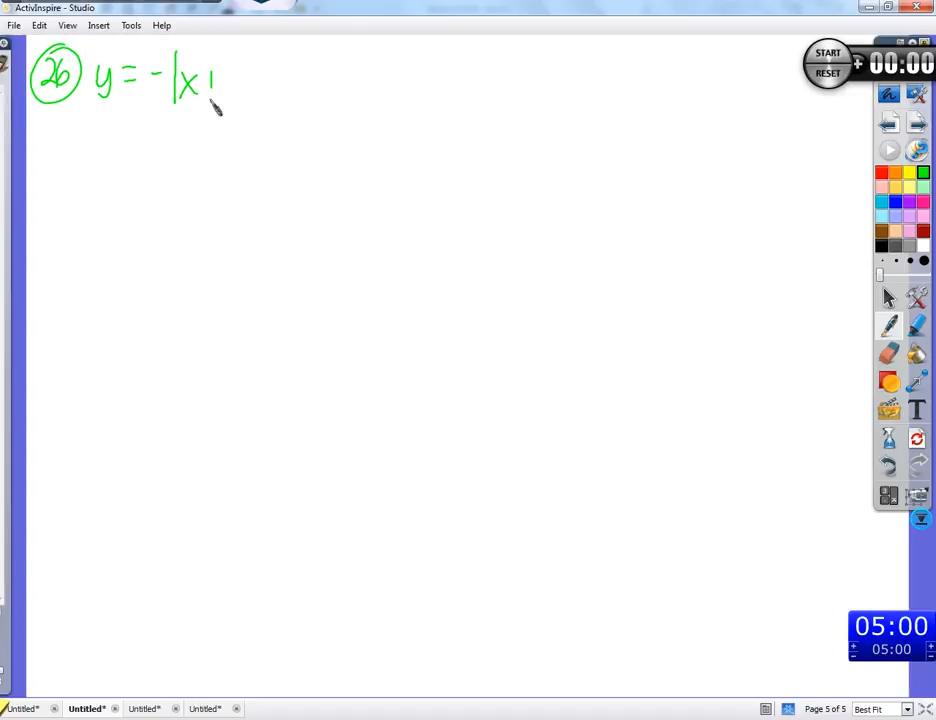 ActivInspire - Studio
File Edit View Insert Tools Help
START
RESET
00:00
26 y = - |x
05:00
05:00
Untitled* Untitled* Untitled* Untitled*
Page 5 of 5 Best Fit